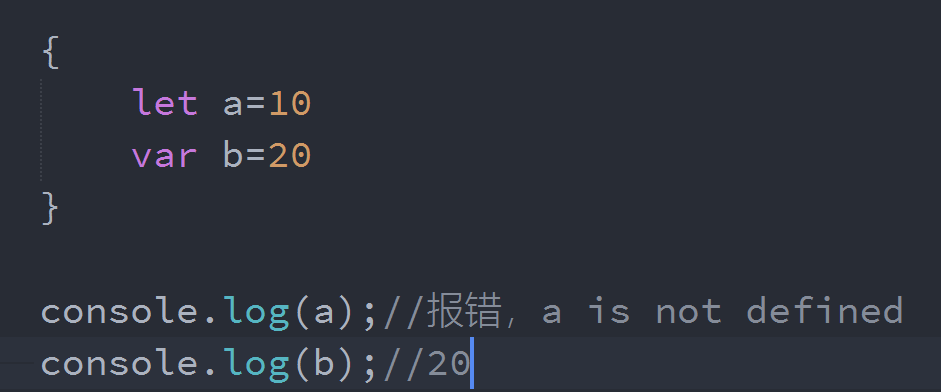 {
    let a=10
    var b=20
}
console.log(a);//报错，a is not defined
console.log(b);//20